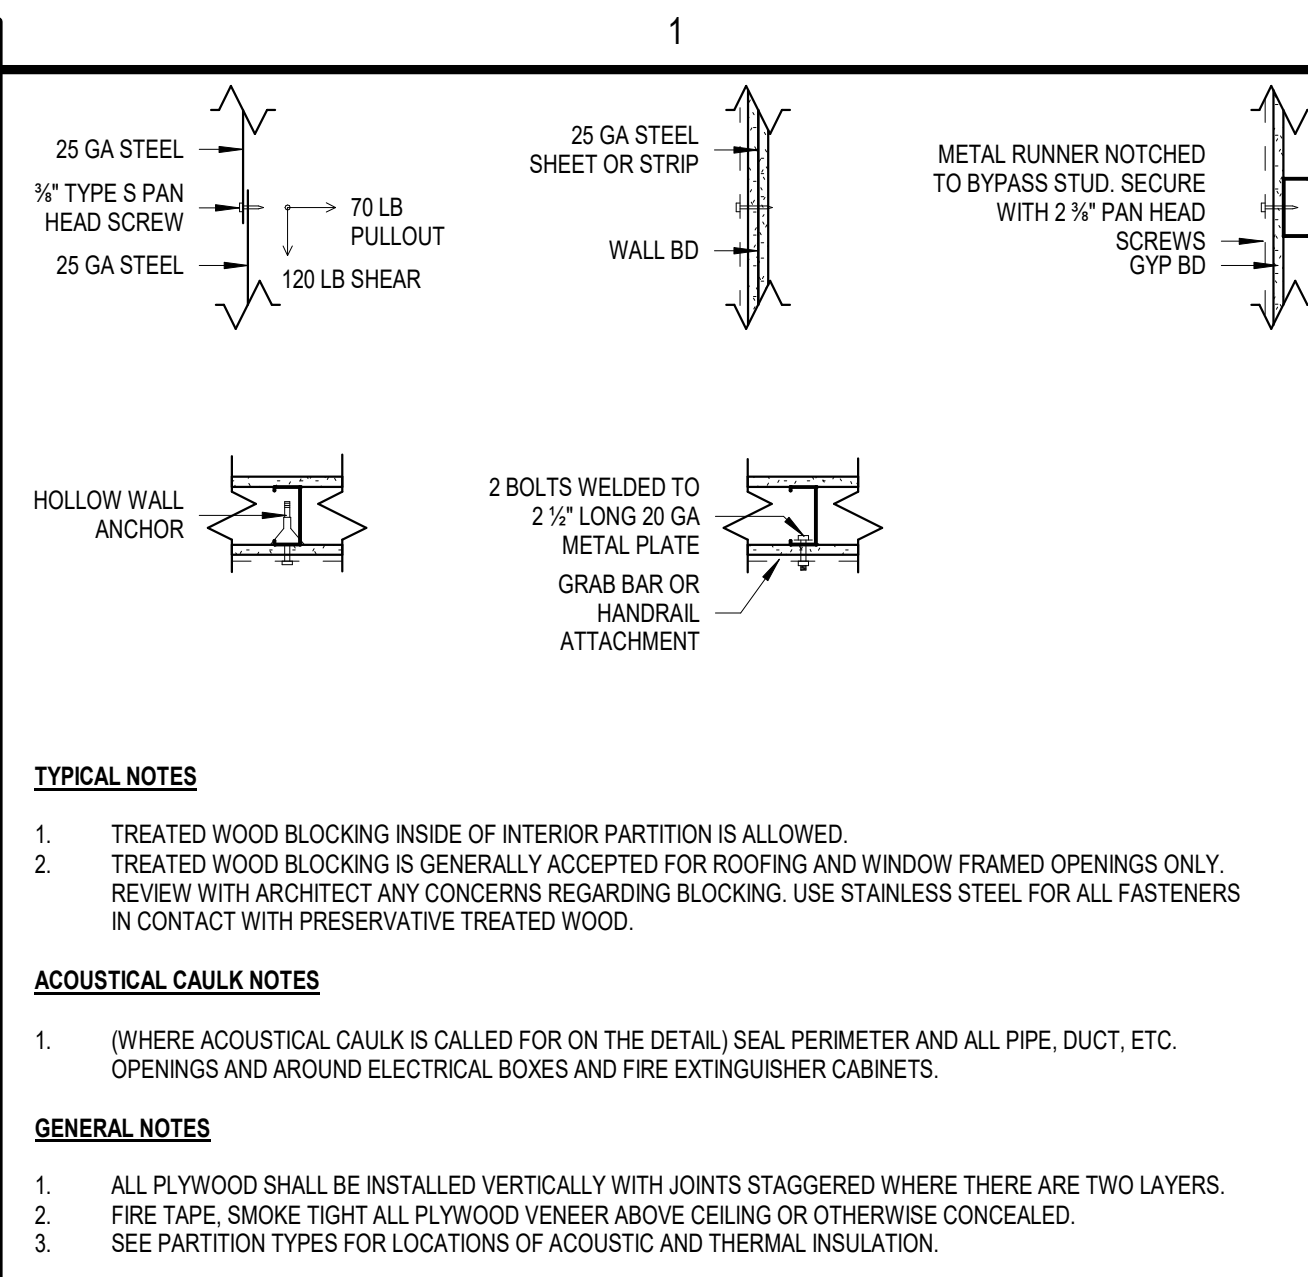 1
25 GA STEEL
⅜" TYPE S PAN
HEAD SCREW
25 GA STEEL
70 LB
PULLOUT
120 LB SHEAR
25 GA STEEL
SHEET OR STRIP
WALL BD
METAL RUNNER NOTCHED
TO BYPASS STUD. SECURE
WITH 2 ⅜" PAN HEAD
SCREWS
GYP BD
HOLLOW WALL
ANCHOR
2 BOLTS WELDED TO
2 ½" LONG 20 GA
METAL PLATE
GRAB BAR OR
HANDRAIL
ATTACHMENT
TYPICAL NOTES
1. TREATED WOOD BLOCKING INSIDE OF INTERIOR PARTITION IS ALLOWED.
2. TREATED WOOD BLOCKING IS GENERALLY ACCEPTED FOR ROOFING AND WINDOW FRAMED OPENINGS ONLY.
REVIEW WITH ARCHITECT ANY CONCERNS REGARDING BLOCKING. USE STAINLESS STEEL FOR ALL FASTENERS
IN CONTACT WITH PRESERVATIVE TREATED WOOD.
ACOUSTICAL CAULK NOTES
1. (WHERE ACOUSTICAL CAULK IS CALLED FOR ON THE DETAIL) SEAL PERIMETER AND ALL PIPE, DUCT, ETC.
OPENINGS AND AROUND ELECTRICAL BOXES AND FIRE EXTINGUISHER CABINETS.
GENERAL NOTES
1. ALL PLYWOOD SHALL BE INSTALLED VERTICALLY WITH JOINTS STAGGERED WHERE THERE ARE TWO LAYERS.
2. FIRE TAPE, SMOKE TIGHT ALL PLYWOOD VENEER ABOVE CEILING OR OTHERWISE CONCEALED.
3. SEE PARTITION TYPES FOR LOCATIONS OF ACOUSTIC AND THERMAL INSULATION.